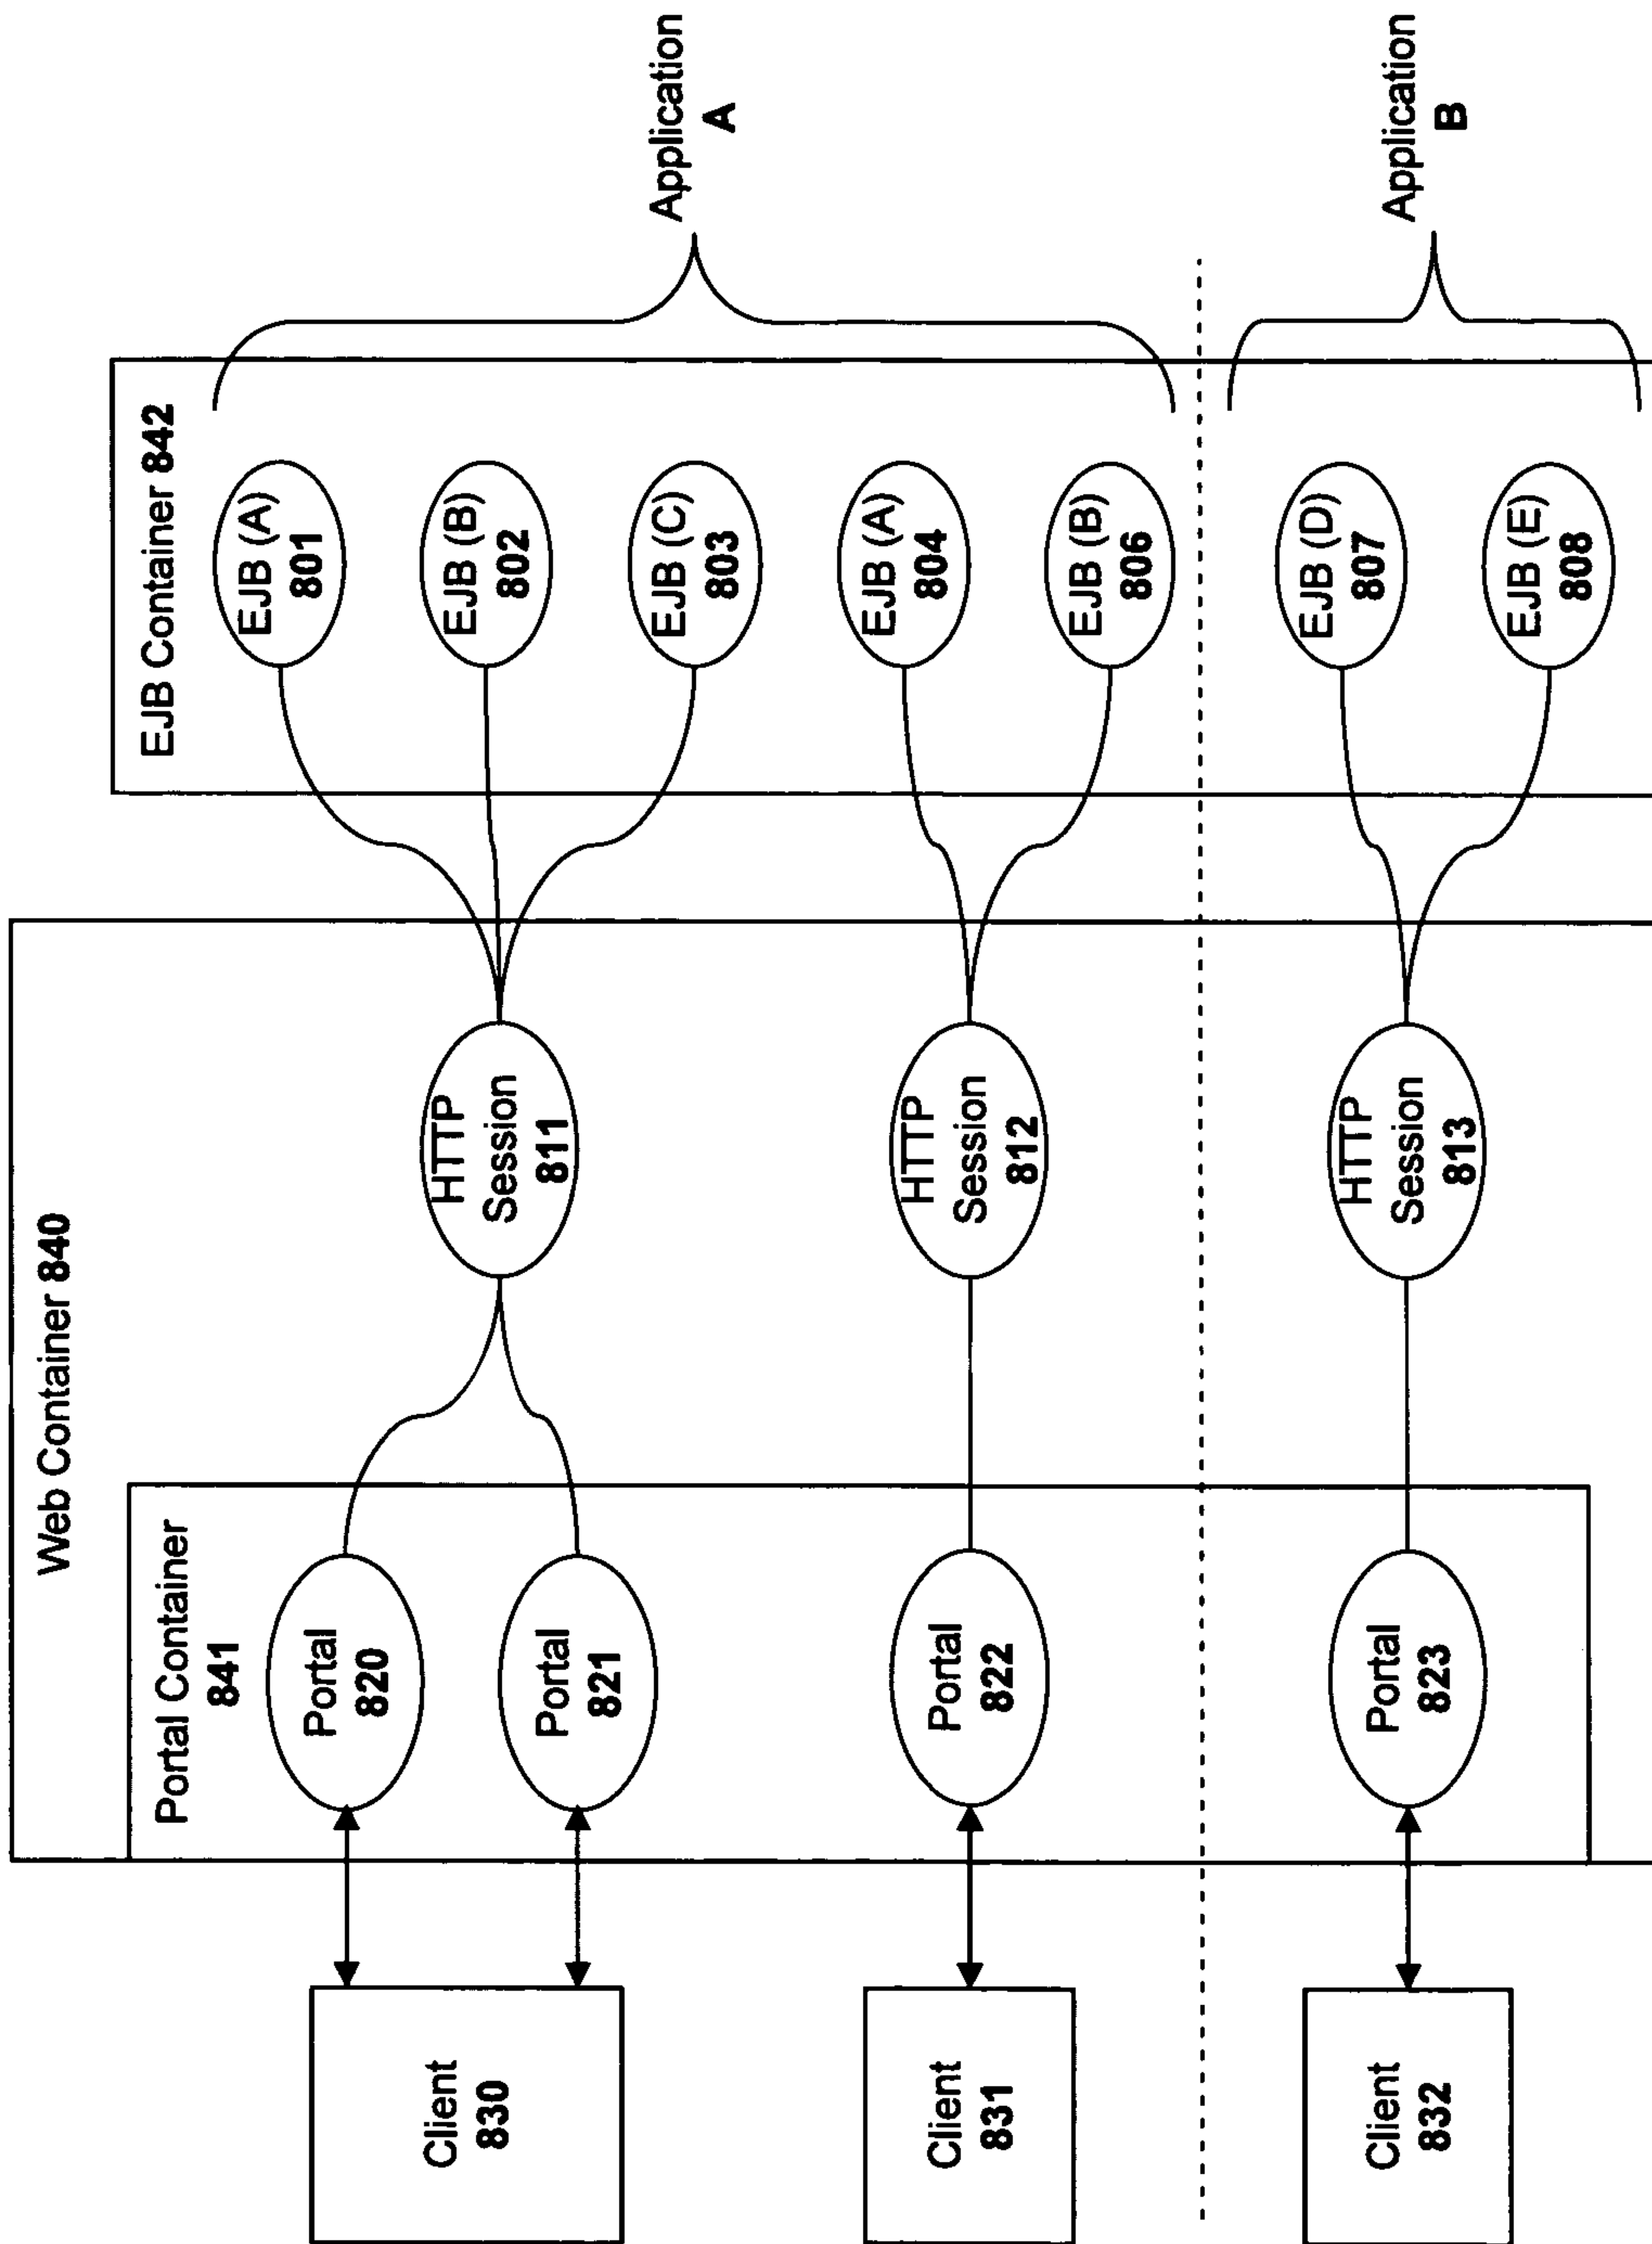 Web Container 840
EJB Container 842
Portal Container
841
Client
830
Portal
820
Portal
821
HTTP
Session
811
EJB (A)
801
EJB (B)
802
EJB (C)
803
Application
A
Client
831
Portal
822
HTTP
Session
812
EJB (A)
804
EJB (B)
806
Client
832
Portal
823
HTTP
Session
813
EJB (D)
807
EJB (E)
808
Application
B